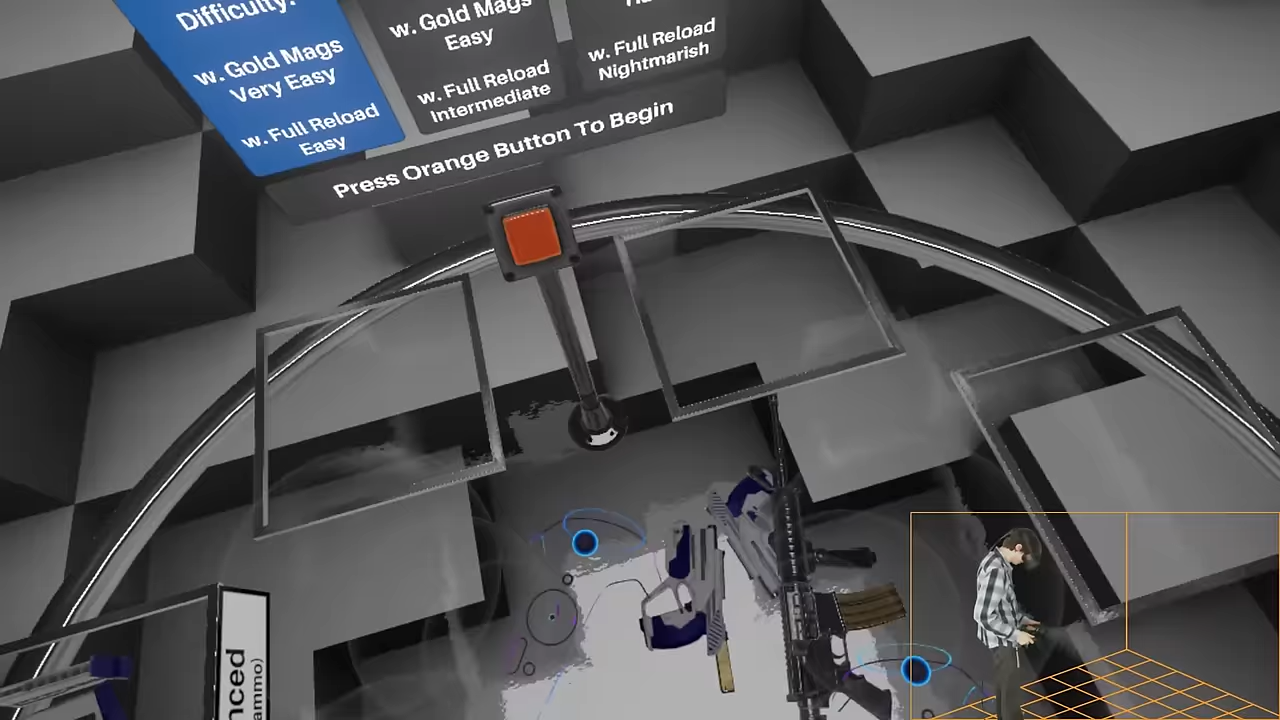 Difficulty:
w. Gold Mags
Very Easy
w. Full Reload
Easy
w. Gold Mags
Easy
w. Full Reload
Intermediate
w. Full Reload
Nightmarish
Press Orange Button To Begin
ammo)